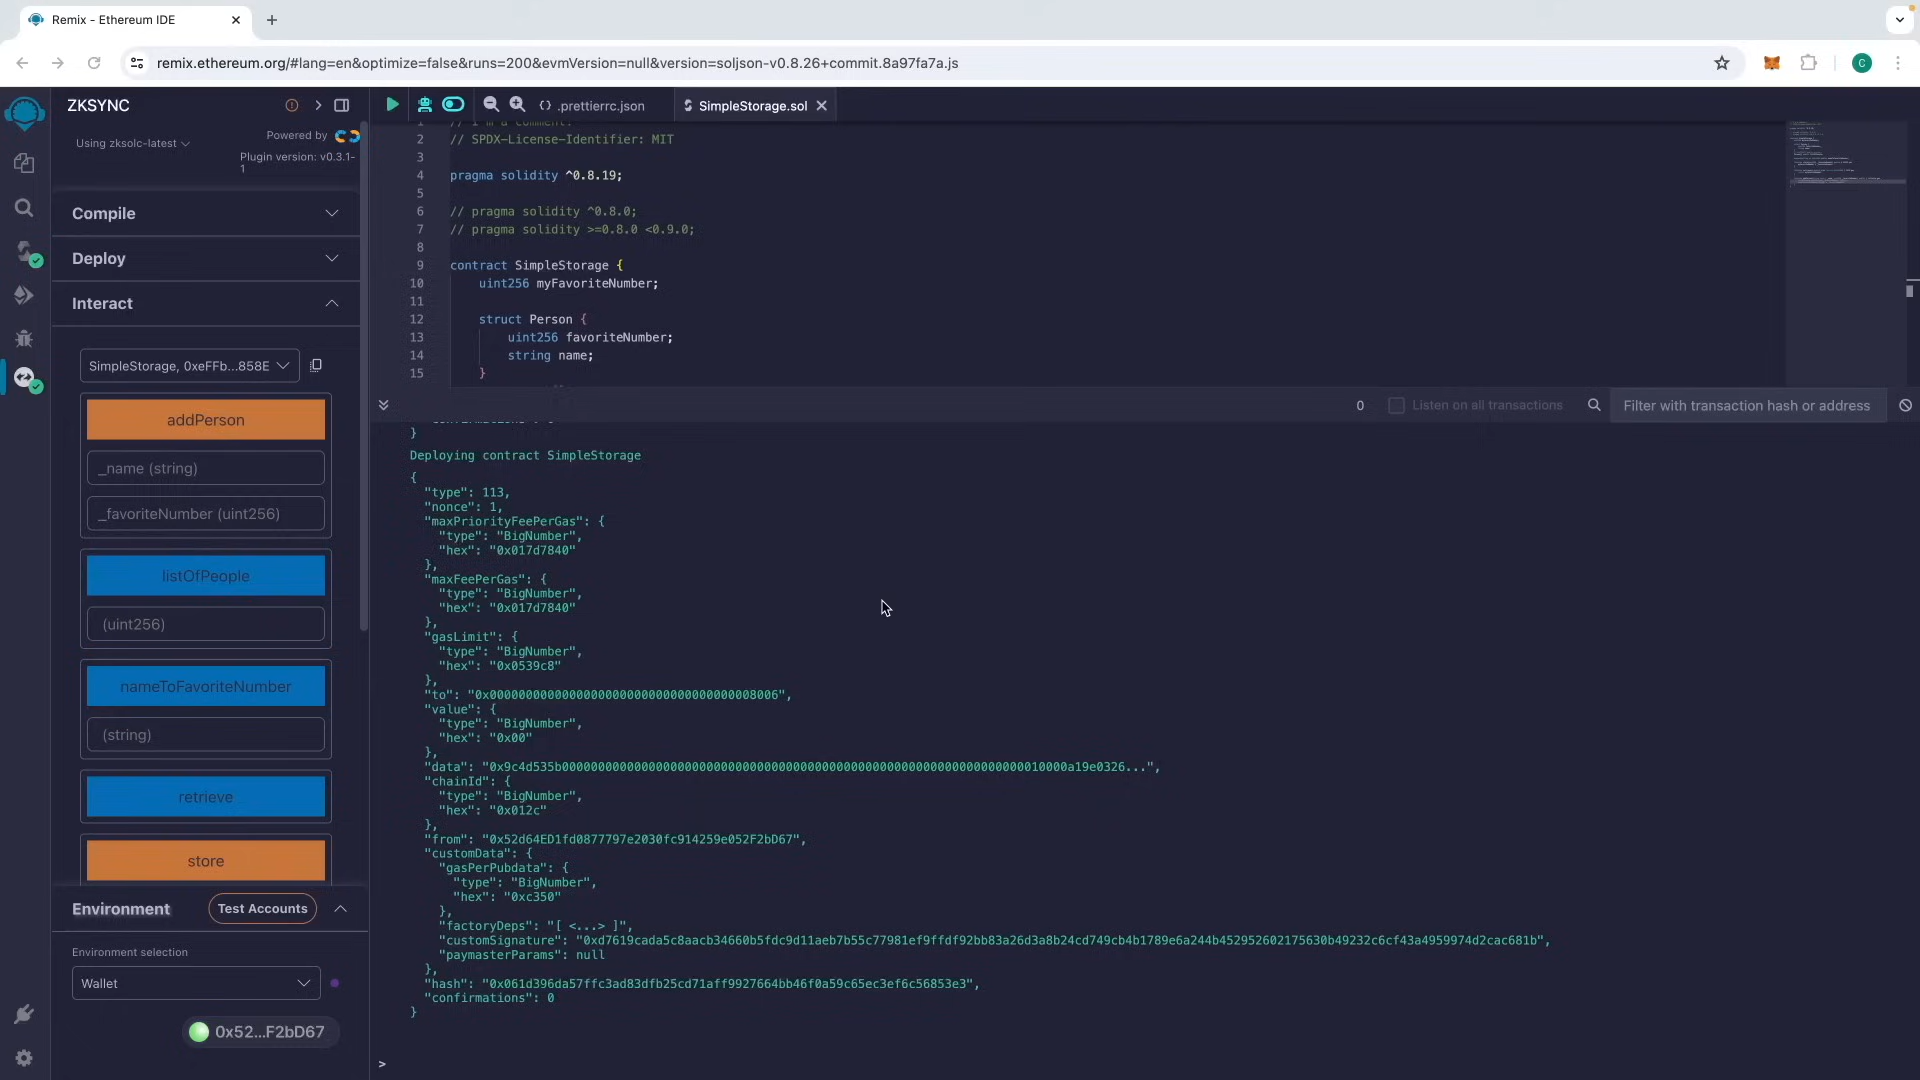 Remix - Ethereum IDE
remix.ethereum.org/#lang=en&optimize=false&runs=200&evmVersion=null&version=soljson-v0.8.26+commit.8a97fa7a.js
C
ZKSYNC
Using zksolc-latest
Powered by
Plugin version: v0.3.1-
1
Compile
Deploy
Interact
SimpleStorage, 0xeFFb...858E
addPerson
_name (string)
_favoriteNumber (uint256)
listOfPeople
(uint256)
nameToFavoriteNumber
(string)
retrieve
store
Environment
Test Accounts
Environment selection
Wallet
0x52...F2bD67
.prettierrc.json
SimpleStorage.sol
1 // I'm a comment!
2 // SPDX-License-Identifier: MIT
3
4 pragma solidity ^0.8.19;
5
6 // pragma solidity ^0.8.0;
7 // pragma solidity >=0.8.0 <0.9.0;
8
9 contract SimpleStorage {
10 uint256 myFavoriteNumber;
11
12 struct Person {
13 uint256 favoriteNumber;
14 string name;
15 }
0
Listen on all transactions
Filter with transaction hash or address
}
Deploying contract SimpleStorage
{
"type": 113,
"nonce": 1,
"maxPriorityFeePerGas": {
"type": "BigNumber",
"hex": "0x017d7840"
},
"maxFeePerGas": {
"type": "BigNumber",
"hex": "0x017d7840"
},
"gasLimit": {
"type": "BigNumber",
"hex": "0x0539c8"
},
"to": "0x0000000000000000000000000000000000008006",
"value": {
"type": "BigNumber",
"hex": "0x00"
},
"data": "0x9c4d535b0000000000000000000000000000000000000000000000000000000000000000010000a19e0326...",
"chainId": {
"type": "BigNumber",
"hex": "0x012c"
},
"from": "0x52d64ED1fd0877797e2030fc914259e052F2bD67",
"customData": {
"gasPerPubdata": {
"type": "BigNumber",
"hex": "0xc350"
},
"factoryDeps": "[ <...> ]",
"customSignature": "0xd7619cada5c8aacb34660b5fdc9d11aeb7b55c77981ef9ffdf92bb83a26d3a8b24cd749cb4b1789e6a244b452952602175630b49232c6cf43a4959974d2cac681b",
"paymasterParams": null
},
"hash": "0x061d396da57ffc3ad83dfb25cd71aff9927664bb46f0a59c65ec3ef6c56853e3",
"confirmations": 0
}
>